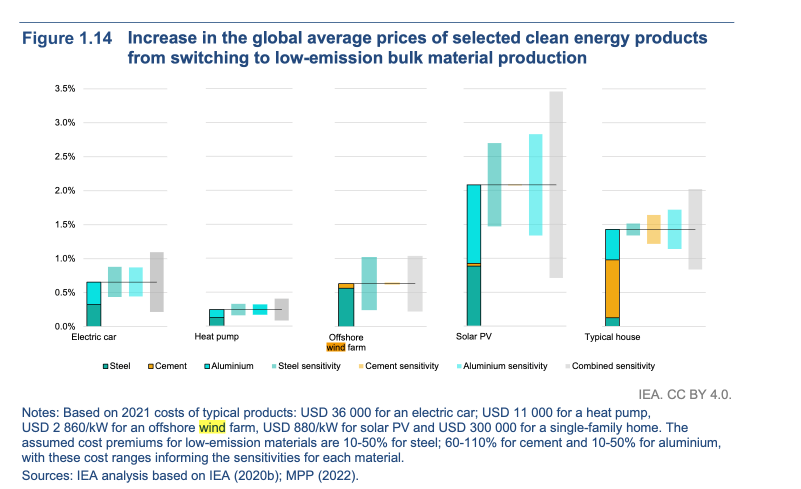 Figure 1.14 Increase in the global average prices of selected clean energy products
from switching to low-emission bulk material production
3.5%
3.0%
2.5%
2.0%
1.5%
1.0%
0.5%
0.0%
Electric car
Heat pump
Offshore
wind farm
Solar PV
Typical house
Steel
Cement
Aluminium
Steel sensitivity
Cement sensitivity
Aluminium sensitivity
Combined sensitivity
IEA. CC BY 4.0.
Notes: Based on 2021 costs of typical products: USD 36 000 for an electric car; USD 11 000 for a heat pump,
USD 2 860/kW for an offshore wind farm, USD 880/kW for solar PV and USD 300 000 for a single-family home. The
assumed cost premiums for low-emission materials are 10-50% for steel; 60-110% for cement and 10-50% for aluminium,
with these cost ranges informing the sensitivities for each material.
Sources: IEA analysis based on IEA (2020b); MPP (2022).